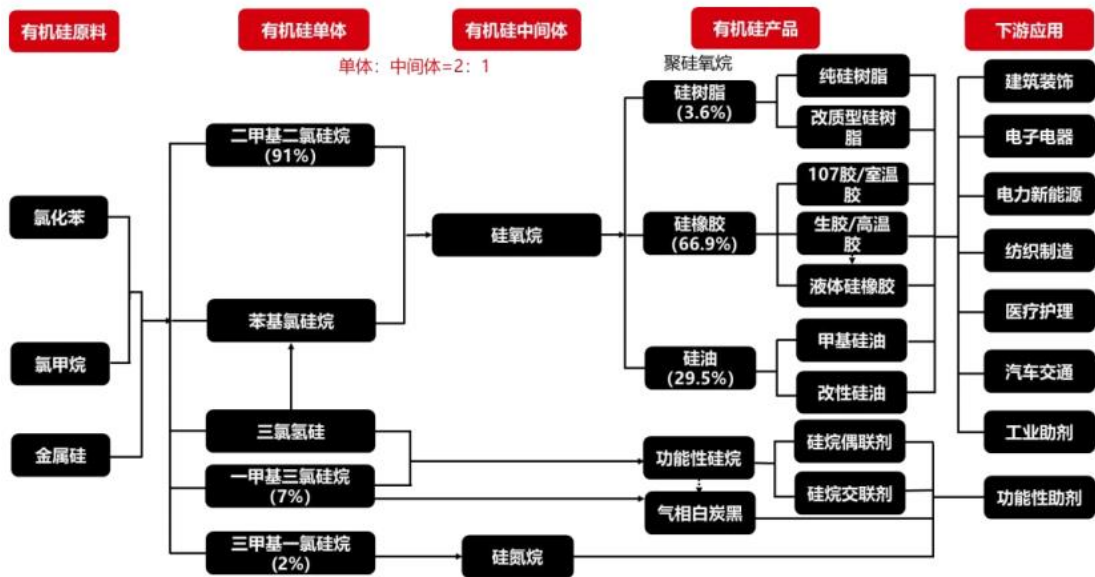 有机硅原料
有机硅单体
有机硅中间体
有机硅产品
下游应用
单体：中间体=2：1
聚硅氧烷
氯化苯
氯甲烷
金属硅
二甲基二氯硅烷
(91%)
苯基氯硅烷
三氯氢硅
一甲基三氯硅烷
(7%)
三甲基一氯硅烷
(2%)
硅氧烷
硅氮烷
硅树脂
(3.6%)
硅橡胶
(66.9%)
硅油
(29.5%)
功能性硅烷
气相白炭黑
纯硅树脂
改质型硅树
脂
107胶/室温
胶
生胶/高温
胶
液体硅橡胶
甲基硅油
改性硅油
硅烷偶联剂
硅烷交联剂
建筑装饰
电子电器
电力新能源
纺织制造
医疗护理
汽车交通
工业助剂
功能性助剂